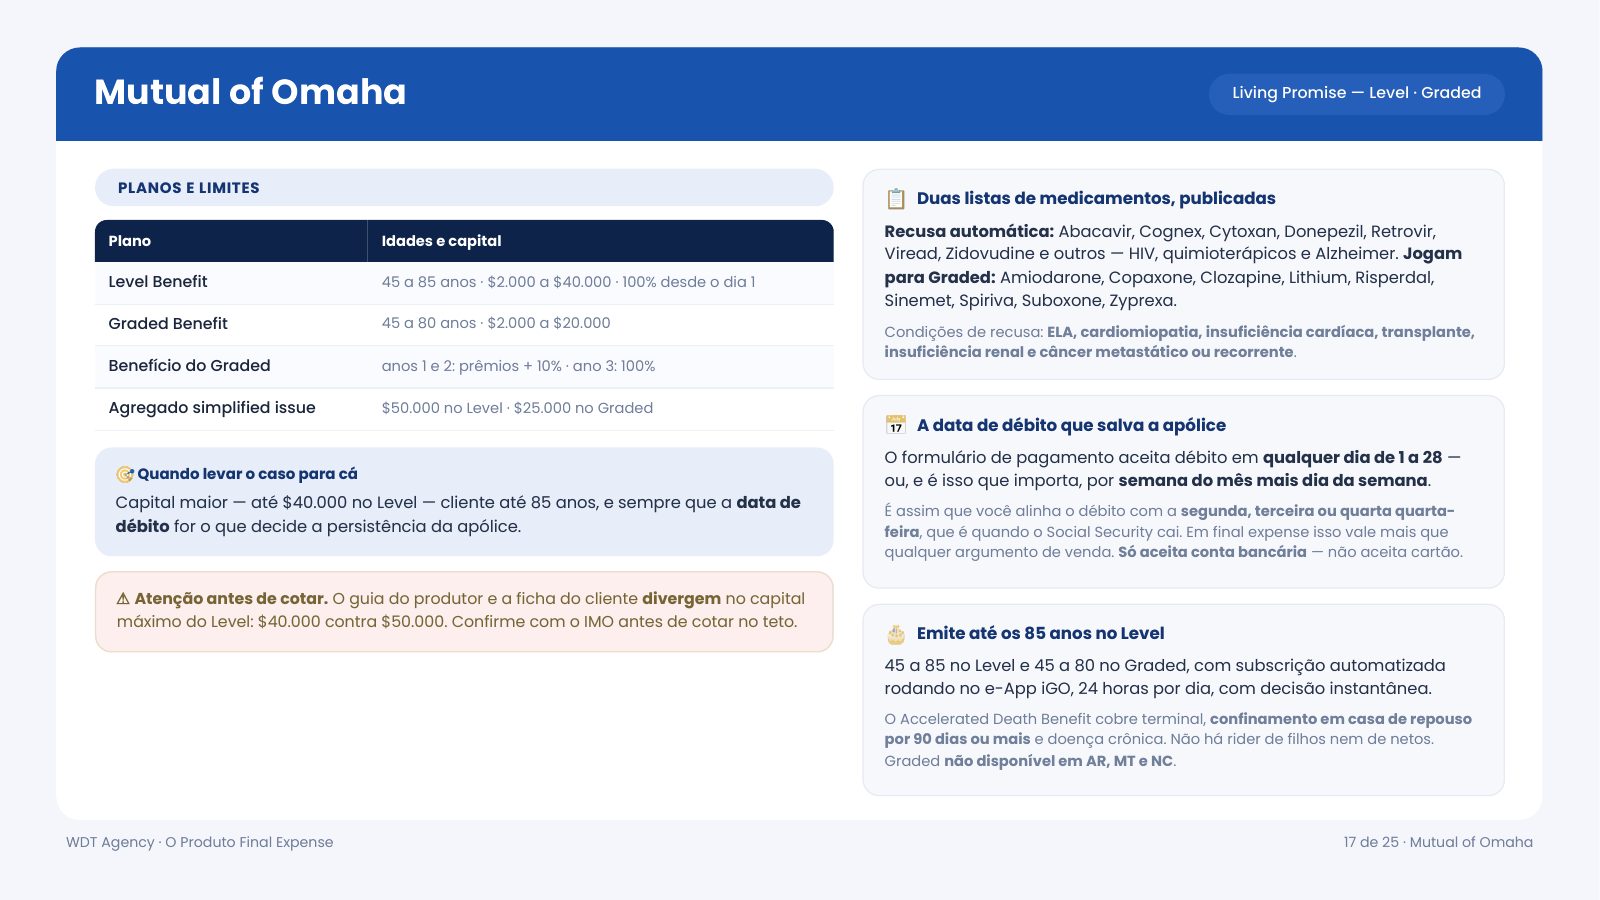 Mutual of Omaha
Living Promise — Level · Graded
PLANOS E LIMITES
Plano Idades e capital
Level Benefit 45 a 85 anos · $2.000 a $40.000 · 100% desde o dia 1
Graded Benefit 45 a 80 anos · $2.000 a $20.000
Benefício do Graded anos 1 e 2: prêmios + 10% · ano 3: 100%
Agregado simplified issue $50.000 no Level · $25.000 no Graded
🎯 Quando levar o caso para cá
Capital maior — até $40.000 no Level — cliente até 85 anos, e sempre que a data de
débito for o que decide a persistência da apólice.
⚠ Atenção antes de cotar. O guia do produtor e a ficha do cliente divergem no capital
máximo do Level: $40.000 contra $50.000. Confirme com o IMO antes de cotar no teto.
📋 Duas listas de medicamentos, publicadas
Recusa automática: Abacavir, Cognex, Cytoxan, Donepezil, Retrovir,
Viread, Zidovudine e outros — HIV, quimioterápicos e Alzheimer. Jogam
para Graded: Amiodarone, Copaxone, Clozapine, Lithium, Risperdal,
Sinemet, Spiriva, Suboxone, Zyprexa.
Condições de recusa: ELA, cardiomiopatia, insuficiência cardíaca, transplante,
insuficiência renal e câncer metastático ou recorrente.
📅 A data de débito que salva a apólice
O formulário de pagamento aceita débito em qualquer dia de 1 a 28 —
ou, e é isso que importa, por semana do mês mais dia da semana.
É assim que você alinha o débito com a segunda, terceira ou quarta quarta-
feira, que é quando o Social Security cai. Em final expense isso vale mais que
qualquer argumento de venda. Só aceita conta bancária — não aceita cartão.
🎂 Emite até os 85 anos no Level
45 a 85 no Level e 45 a 80 no Graded, com subscrição automatizada
rodando no e-App iGO, 24 horas por dia, com decisão instantânea.
O Accelerated Death Benefit cobre terminal, confinamento em casa de repouso
por 90 dias ou mais e doença crônica. Não há rider de filhos nem de netos.
Graded não disponível em AR, MT e NC.
WDT Agency · O Produto Final Expense
17 de 25 · Mutual of Omaha